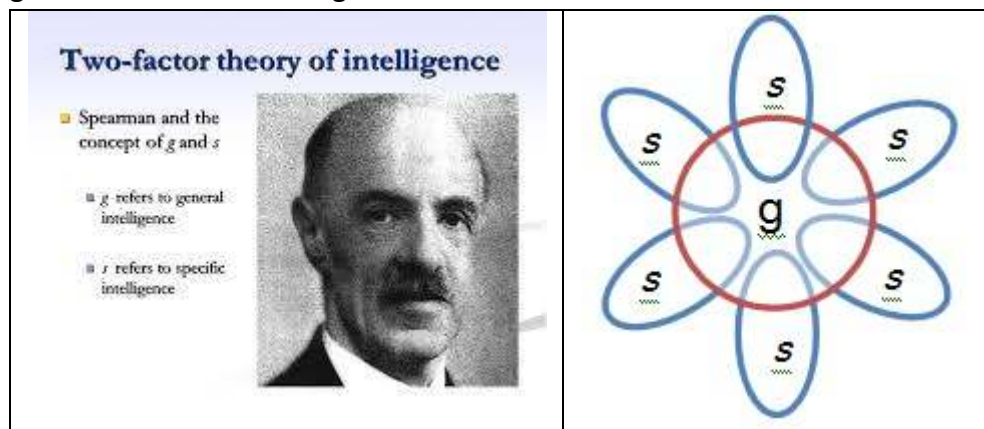 Two-factor theory of intelligence
Spearman and the
concept of g and s
g refers to general
intelligence
s refers to specific
intelligence
s
s
s
g
s
s
s